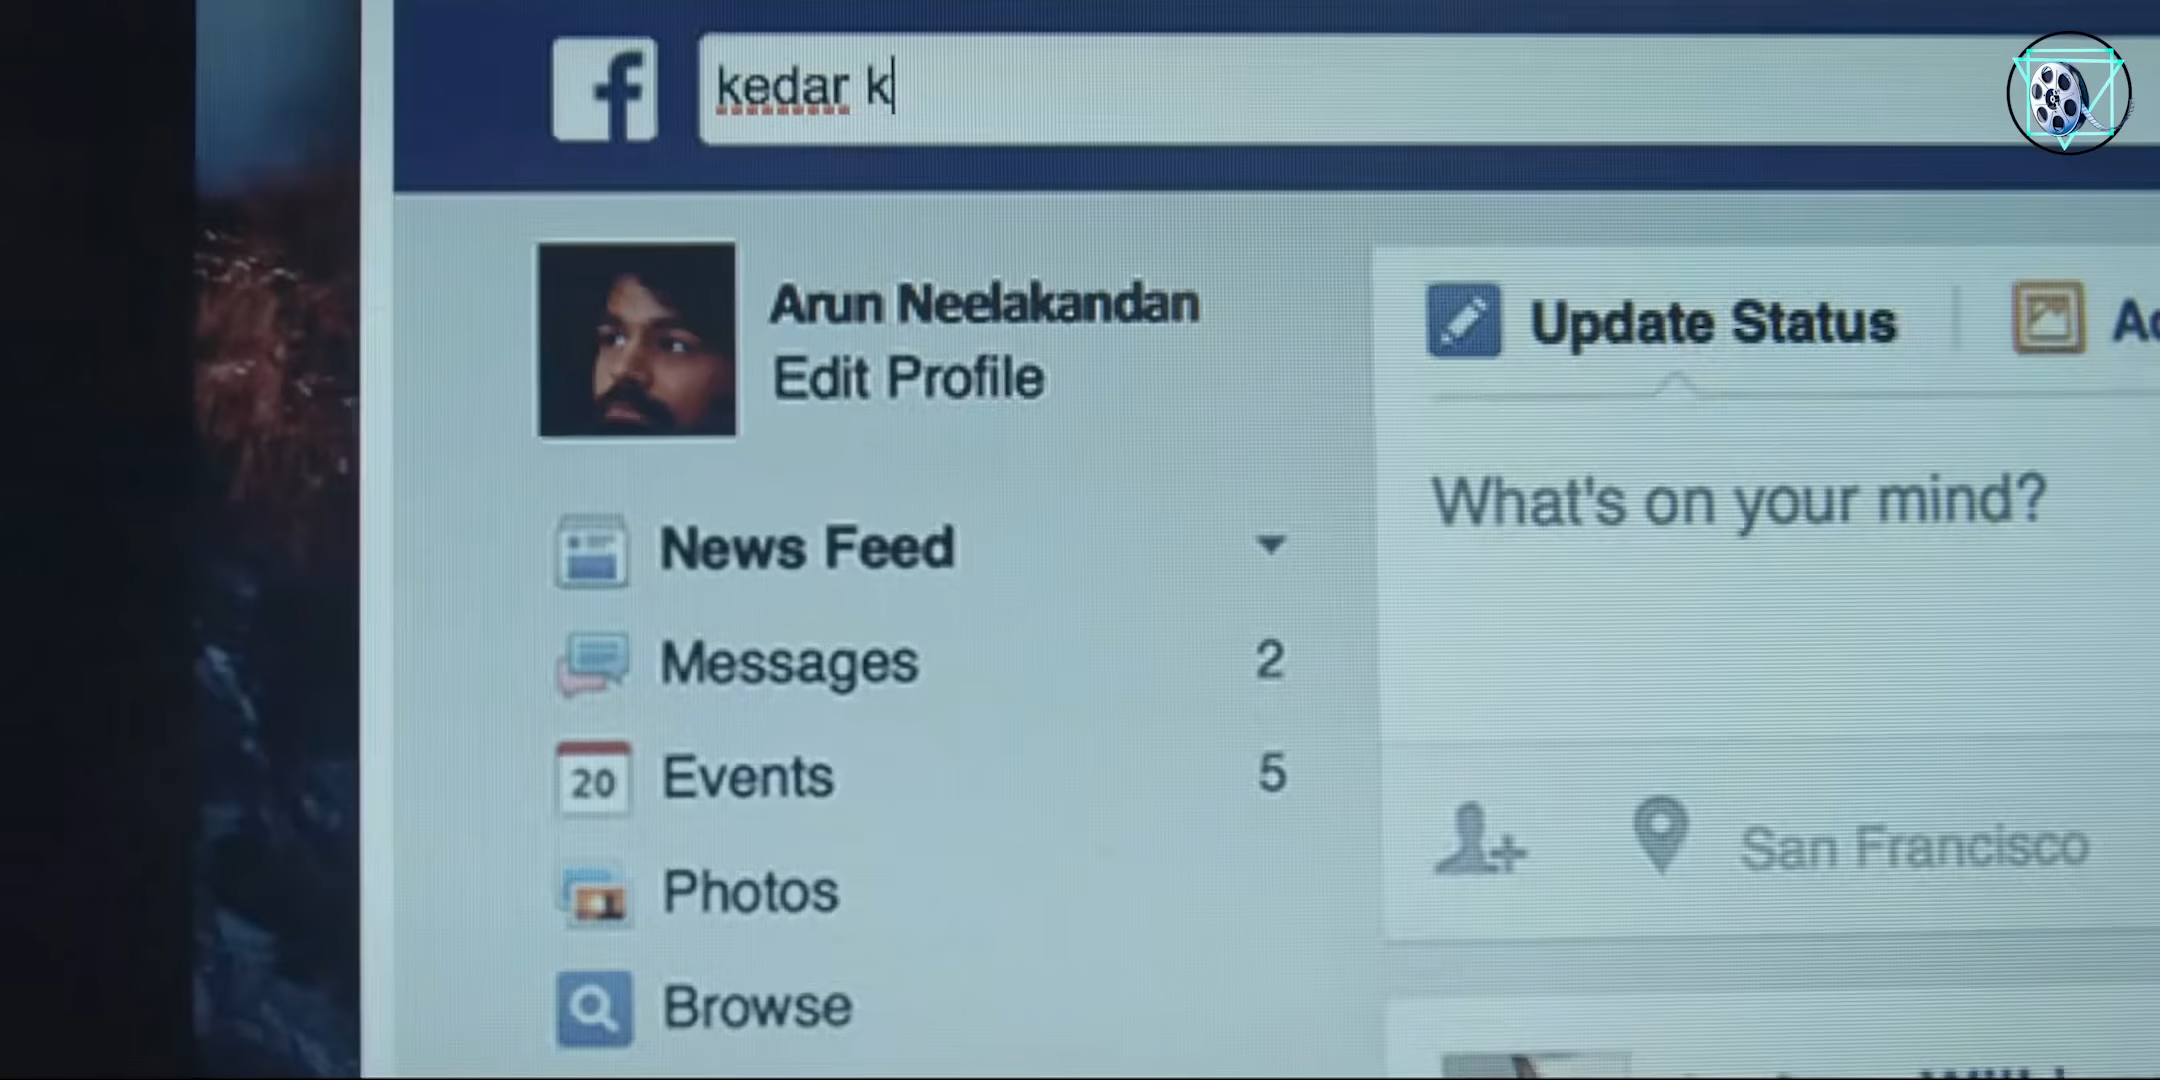 f
kedar k
Arun Neelakandan
Edit Profile
Update Status
News Feed
What's on your mind?
Messages 2
Events 5
20
San Francisco
Photos
Browse